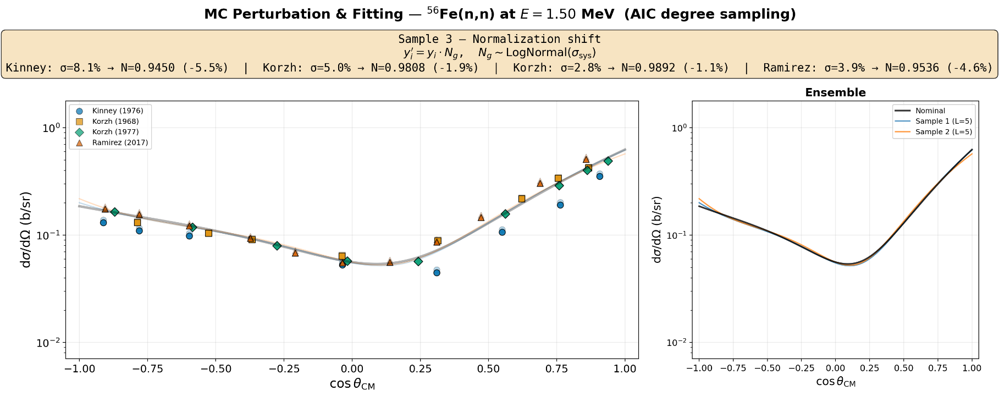 MC Perturbation & Fitting — ⁵⁶Fe(n,n) at E = 1.50 MeV (AIC degree sampling)
Sample 3 — Normalization shift
y′ᵢ = yᵢ · N_g,  N_g ~ LogNormal(σ_sys)
Kinney: σ=8.1% → N=0.9450 (-5.5%) | Korzh: σ=5.0% → N=0.9808 (-1.9%) | Korzh: σ=2.8% → N=0.9892 (-1.1%) | Ramirez: σ=3.9% → N=0.9536 (-4.6%)
Kinney (1976)
Korzh (1968)
Korzh (1977)
Ramirez (2017)
10⁰
10⁻¹
10⁻²
dσ/dΩ (b/sr)
−1.00 −0.75 −0.50 −0.25 0.00 0.25 0.50 0.75 1.00
cos θ_CM
Ensemble
Nominal
Sample 1 (L=5)
Sample 2 (L=5)
10⁰
10⁻¹
10⁻²
dσ/dΩ (b/sr)
−1.00 −0.75 −0.50 −0.25 0.00 0.25 0.50 0.75 1.00
cos θ_CM